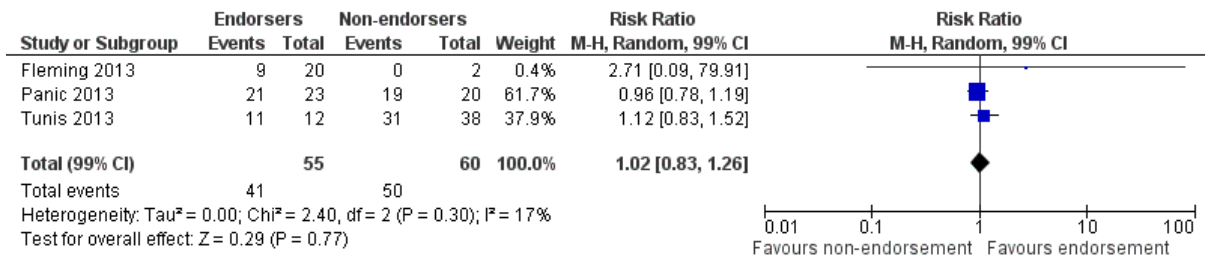 Endorsers Non-endorsers Risk Ratio Risk Ratio
Study or Subgroup Events Total Events Total Weight M-H, Random, 99% CI M-H, Random, 99% CI
Fleming 2013 9 20 0 2 0.4% 2.71 [0.09, 79.91]
Panic 2013 21 23 19 20 61.7% 0.96 [0.78, 1.19]
Tunis 2013 11 12 31 38 37.9% 1.12 [0.83, 1.52]
Total (99% CI) 55 60 100.0% 1.02 [0.83, 1.26]
Total events 41 50
Heterogeneity: Tau² = 0.00; Chi² = 2.40, df = 2 (P = 0.30); I² = 17%
Test for overall effect: Z = 0.29 (P = 0.77)
0.01 0.1 1 10 100
Favours non-endorsement Favours endorsement